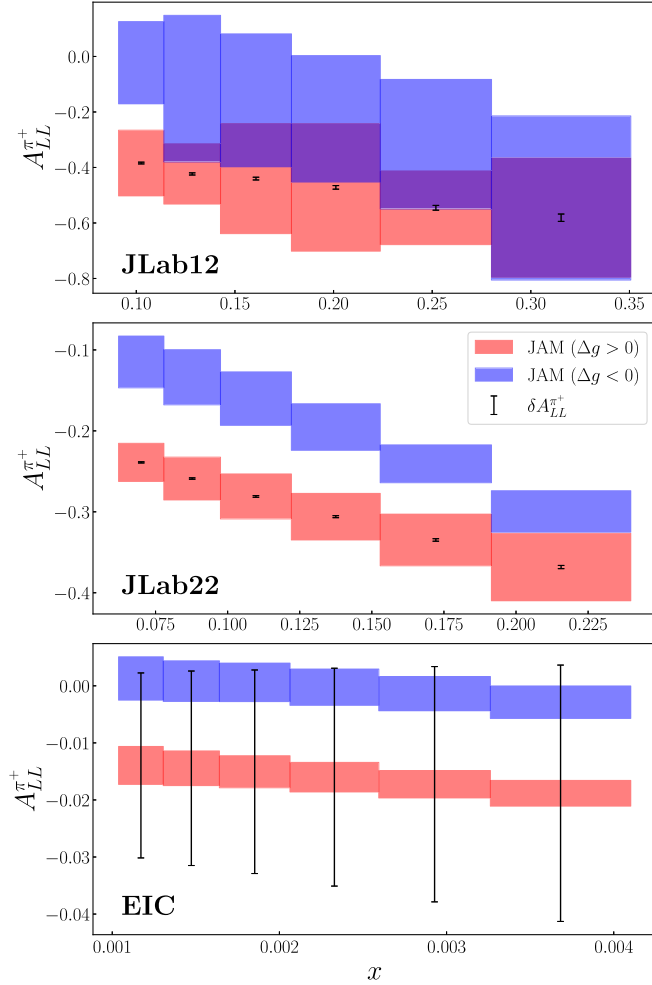 0.0
−0.2
−0.4
−0.6
−0.8
A_{LL}^{π^+}
JLab12
0.10 0.15 0.20 0.25 0.30 0.35
−0.1
−0.2
−0.3
−0.4
A_{LL}^{π^+}
JAM (Δg > 0)
JAM (Δg < 0)
δA_{LL}^{π^+}
JLab22
0.075 0.100 0.125 0.150 0.175 0.200 0.225
0.00
−0.01
−0.02
−0.03
−0.04
A_{LL}^{π^+}
EIC
0.001 0.002 0.003 0.004
x